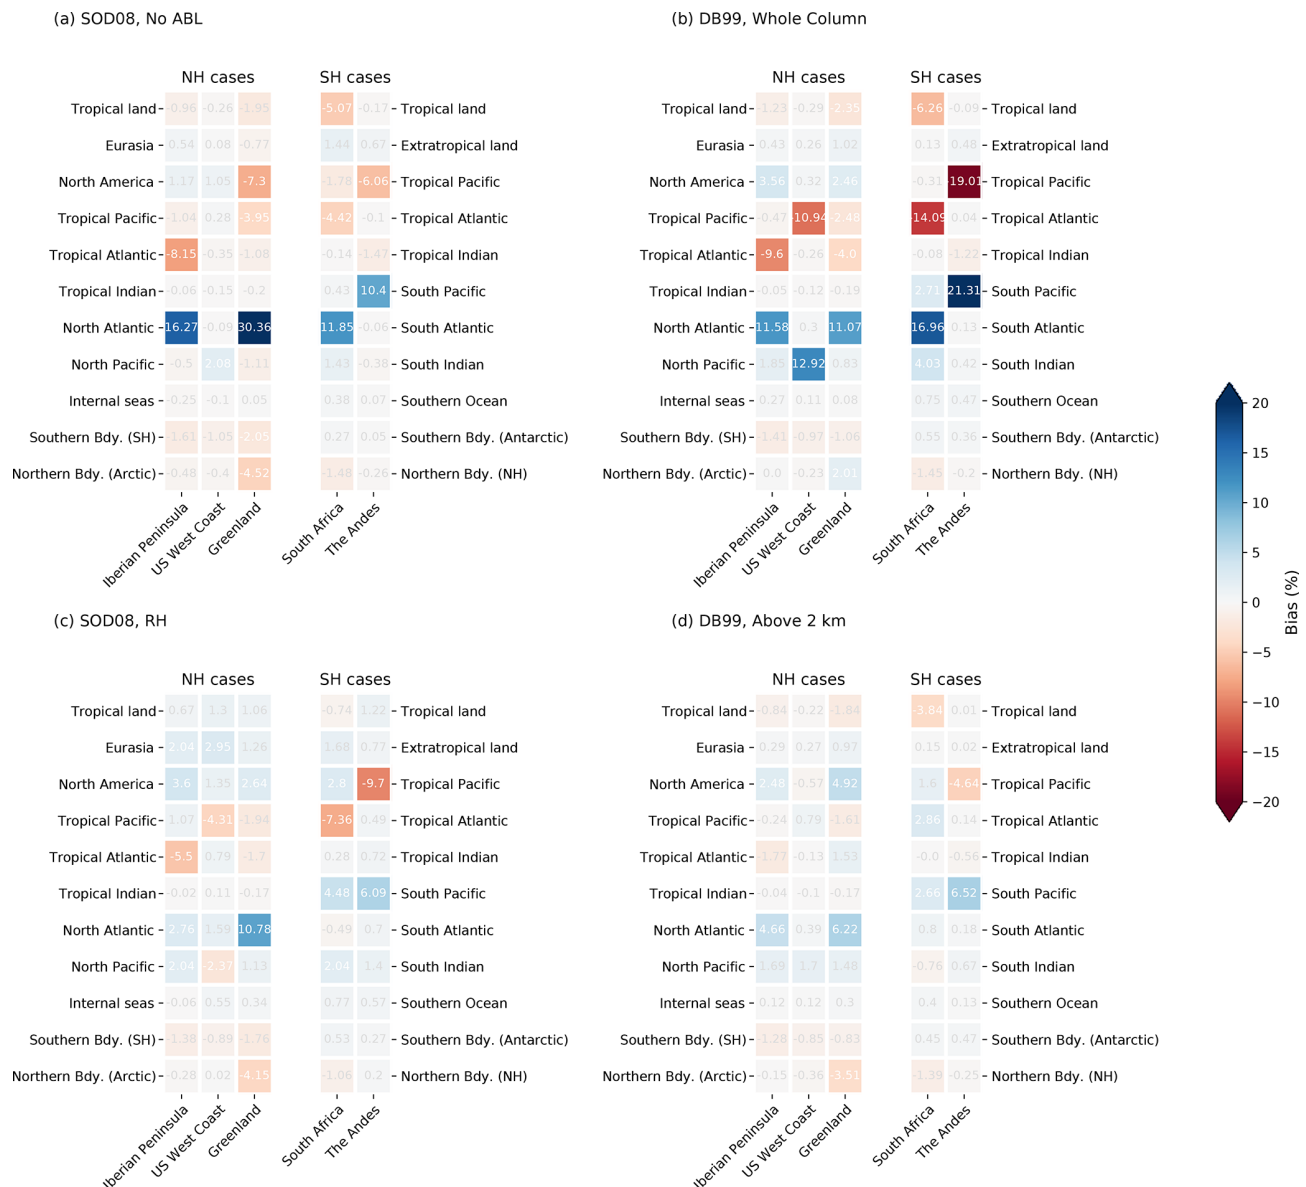 (a) SOD08, No ABL
NH cases SH cases
Tropical land -0.96 -0.26 -1.95 -5.07 -0.17 Tropical land
Eurasia 0.54 0.08 -0.77 1.44 0.67 Extratropical land
North America 1.17 1.05 -7.3 -1.78 -6.06 Tropical Pacific
Tropical Pacific -1.04 0.28 -3.95 -4.42 -0.1 Tropical Atlantic
Tropical Atlantic -8.15 -0.35 -1.08 -0.14 -1.47 Tropical Indian
Tropical Indian -0.06 -0.15 -0.2 0.43 10.4 South Pacific
North Atlantic 16.27 -0.09 30.36 11.85 -0.06 South Atlantic
North Pacific -0.5 2.08 -1.11 1.43 -0.38 South Indian
Internal seas -0.25 -0.1 0.05 0.38 0.07 Southern Ocean
Southern Bdy. (SH) -1.61 -1.05 -2.05 0.27 0.05 Southern Bdy. (Antarctic)
Northern Bdy. (Arctic) -0.48 -0.4 -4.52 -1.48 -0.26 Northern Bdy. (NH)
Iberian Peninsula US West Coast Greenland South Africa The Andes
(b) DB99, Whole Column
NH cases SH cases
Tropical land -1.23 -0.29 -2.35 -6.26 -0.09 Tropical land
Eurasia 0.43 0.26 1.02 0.13 0.48 Extratropical land
North America 3.56 0.32 2.46 -0.31 -19.01 Tropical Pacific
Tropical Pacific -0.47 -10.94 -2.48 -14.09 0.04 Tropical Atlantic
Tropical Atlantic -9.6 -0.26 -4.0 -0.08 -1.22 Tropical Indian
Tropical Indian -0.05 -0.12 -0.19 2.71 21.31 South Pacific
North Atlantic 11.58 0.3 11.07 16.96 0.13 South Atlantic
North Pacific 1.85 12.92 0.83 4.03 0.42 South Indian
Internal seas 0.27 0.11 0.08 0.75 0.47 Southern Ocean
Southern Bdy. (SH) -1.41 -0.97 -1.06 0.55 0.36 Southern Bdy. (Antarctic)
Northern Bdy. (Arctic) 0.0 -0.23 2.01 -1.45 -0.2 Northern Bdy. (NH)
Iberian Peninsula US West Coast Greenland South Africa The Andes
(c) SOD08, RH
NH cases SH cases
Tropical land 0.67 1.3 1.06 -0.74 1.22 Tropical land
Eurasia 2.04 2.95 1.26 1.68 0.77 Extratropical land
North America 3.6 1.35 2.64 2.8 -9.7 Tropical Pacific
Tropical Pacific 1.07 -4.31 -1.94 -7.36 0.49 Tropical Atlantic
Tropical Atlantic -5.5 0.79 -1.7 0.28 0.72 Tropical Indian
Tropical Indian -0.02 0.11 -0.17 4.48 6.09 South Pacific
North Atlantic 2.76 1.59 10.78 -0.49 0.7 South Atlantic
North Pacific 2.04 -2.37 1.13 2.04 1.4 South Indian
Internal seas -0.06 0.55 0.34 0.77 0.57 Southern Ocean
Southern Bdy. (SH) -1.38 -0.89 -1.76 0.53 0.27 Southern Bdy. (Antarctic)
Northern Bdy. (Arctic) -0.28 0.02 -4.15 -1.06 0.2 Northern Bdy. (NH)
Iberian Peninsula US West Coast Greenland South Africa The Andes
(d) DB99, Above 2 km
NH cases SH cases
Tropical land -0.84 -0.22 -1.84 -3.84 0.01 Tropical land
Eurasia 0.29 0.27 0.97 0.15 0.02 Extratropical land
North America 2.48 -0.57 4.92 1.6 -4.64 Tropical Pacific
Tropical Pacific -0.24 0.79 -1.61 2.86 0.14 Tropical Atlantic
Tropical Atlantic -1.77 -0.13 1.53 -0.0 -0.56 Tropical Indian
Tropical Indian -0.04 -0.1 -0.17 2.66 6.52 South Pacific
North Atlantic 4.66 0.39 6.22 0.8 0.18 South Atlantic
North Pacific 1.69 1.7 1.48 -0.76 0.67 South Indian
Internal seas 0.12 0.12 0.3 0.4 0.13 Southern Ocean
Southern Bdy. (SH) -1.28 -0.85 -0.83 0.45 0.47 Southern Bdy. (Antarctic)
Northern Bdy. (Arctic) -0.15 -0.36 -3.51 -1.39 -0.25 Northern Bdy. (NH)
Iberian Peninsula US West Coast Greenland South Africa The Andes
20
15
10
5
0
−5
−10
−15
−20
Bias (%)